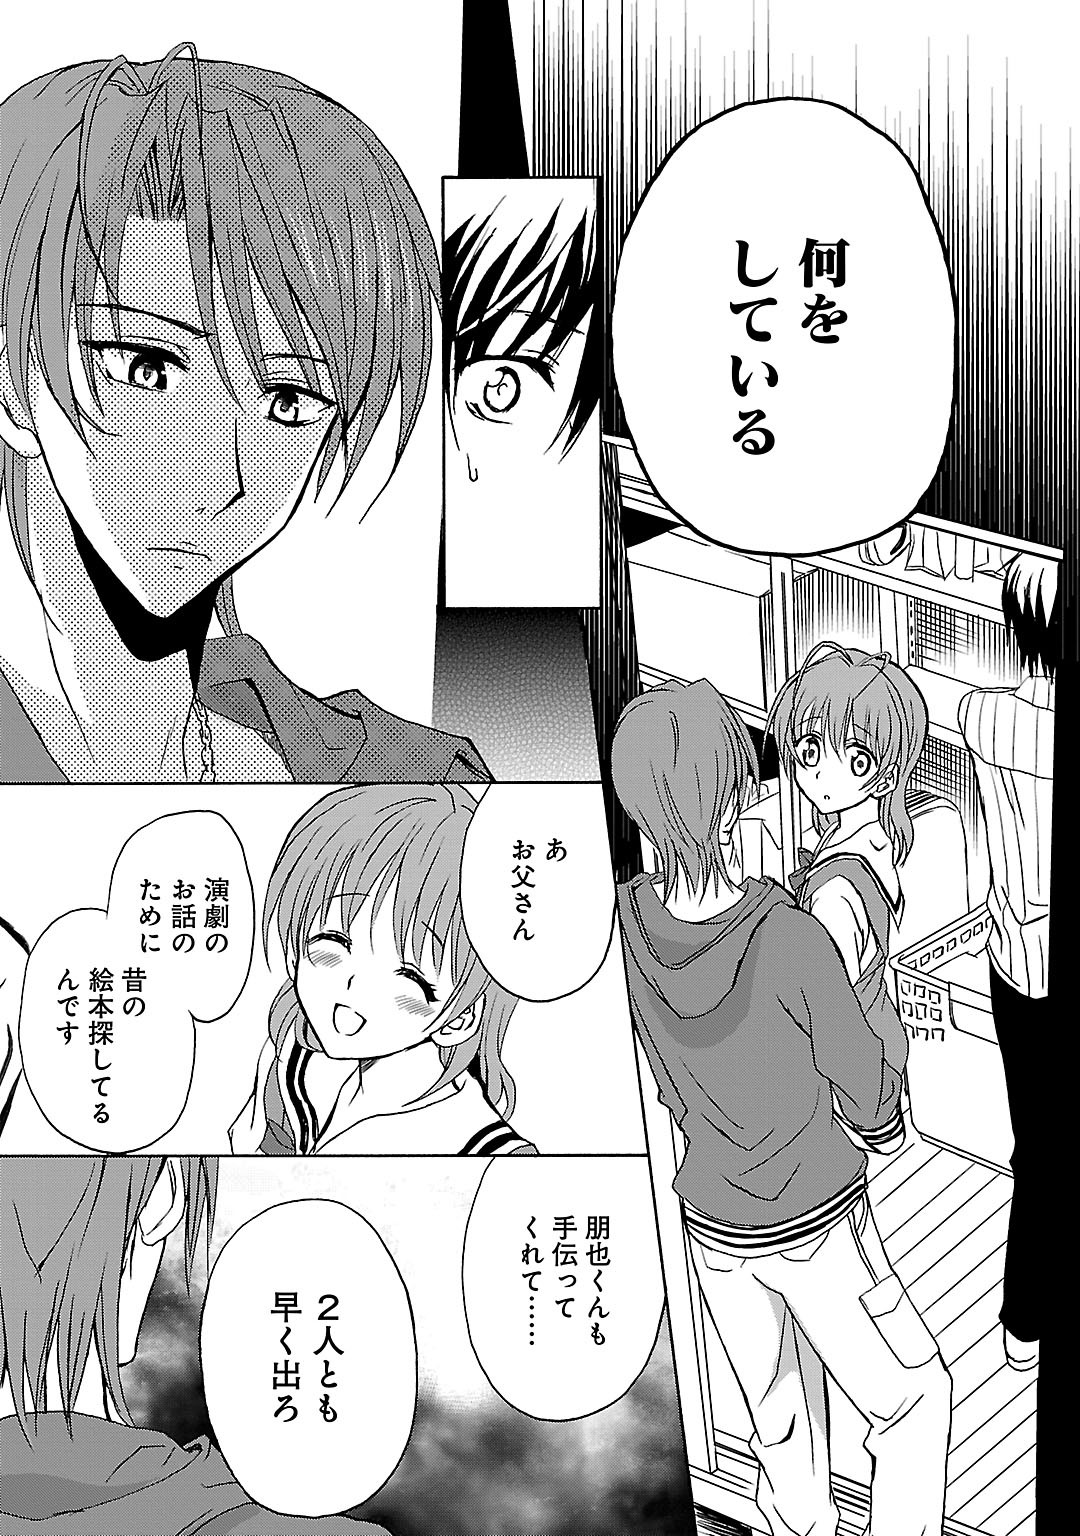 何を
している
あ
お父さん
演劇の
お話の
ために
昔の
絵本探してる
んです
朋也くんも
手伝って
くれて……
2人とも
早く出ろ